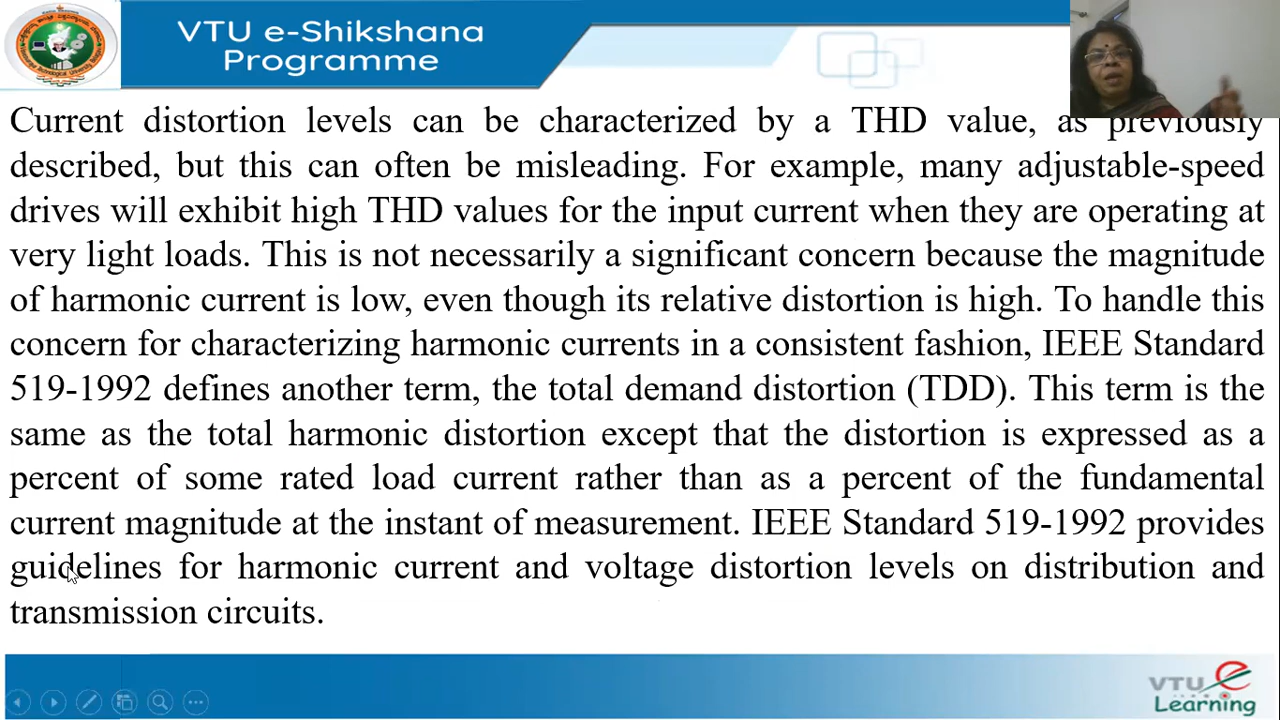 VTU e-Shikshana
Programme
Current distortion levels can be characterized by a THD value, as previously
described, but this can often be misleading. For example, many adjustable-speed
drives will exhibit high THD values for the input current when they are operating at
very light loads. This is not necessarily a significant concern because the magnitude
of harmonic current is low, even though its relative distortion is high. To handle this
concern for characterizing harmonic currents in a consistent fashion, IEEE Standard
519-1992 defines another term, the total demand distortion (TDD). This term is the
same as the total harmonic distortion except that the distortion is expressed as a
percent of some rated load current rather than as a percent of the fundamental
current magnitude at the instant of measurement. IEEE Standard 519-1992 provides
guidelines for harmonic current and voltage distortion levels on distribution and
transmission circuits.
VTU e
Learning